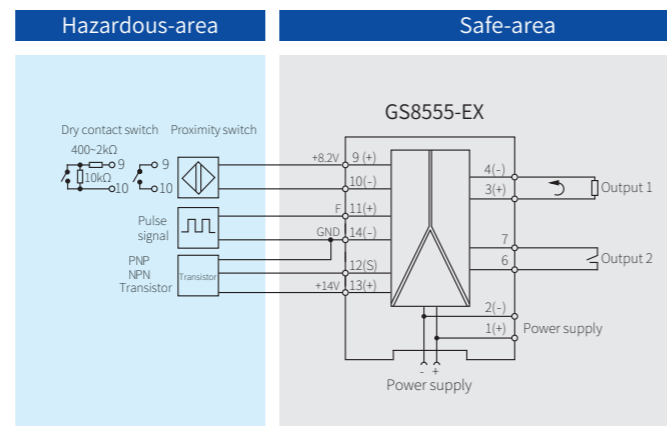 Hazardous-area
Safe-area
GS8555-EX
Dry contact switch
Proximity switch
400~2kΩ
9
9
10kΩ
10
10
+8.2V
9 (+)
10(-)
4(-)
3(+)
Output 1
Pulse
signal
F
11(+)
GND
14(-)
7
6
Output 2
PNP
NPN
Transistor
Transistor
12(S)
+14V
13(+)
2(-)
1(+)
Power supply
- +
Power supply